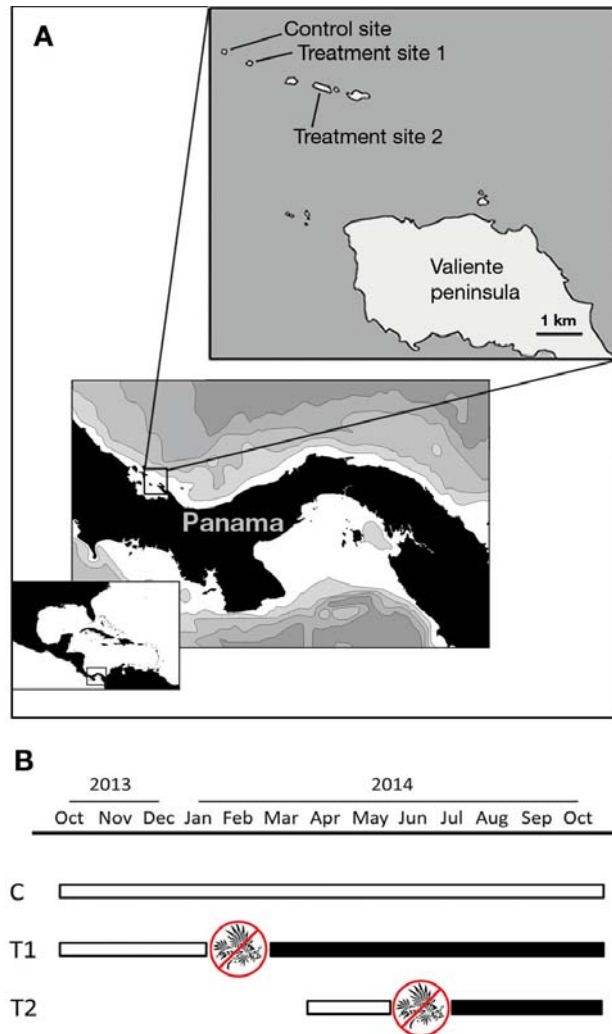 A
Control site
Treatment site 1
Treatment site 2
Valiente
peninsula
1 km
Panama
B
2013 2014
Oct Nov Dec Jan Feb Mar Apr May Jun Jul Aug Sep Oct
C
T1
T2